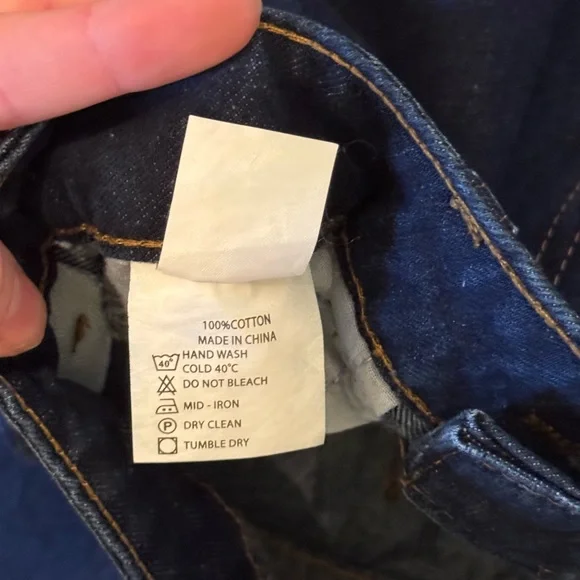 100%COTTON
MADE IN CHINA
40° HAND WASH
COLD 40°C
DO NOT BLEACH
MID - IRON
P DRY CLEAN
TUMBLE DRY